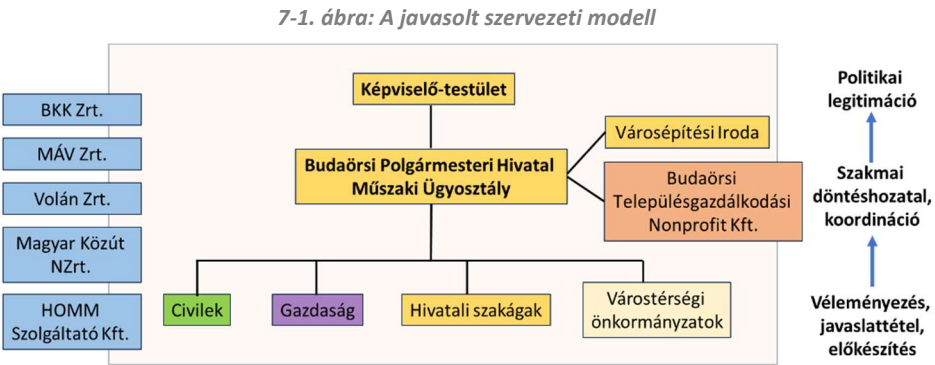 7-1. ábra: A javasolt szervezeti modell
BKK Zrt.
MÁV Zrt.
Volán Zrt.
Magyar Közút
NZrt.
HOMM
Szolgáltató Kft.
Képviselő-testület
Budaörsi Polgármesteri Hivatal
Műszaki Ügyosztály
Városépítési Iroda
Budaörsi
Településgazdálkodási
Nonprofit Kft.
Civilek
Gazdaság
Hivatali szakágak
Várostérségi
önkormányzatok
Politikai
legitimáció
Szakmai
döntéshozatal,
koordináció
Véleményezés,
javaslattétel,
előkészítés